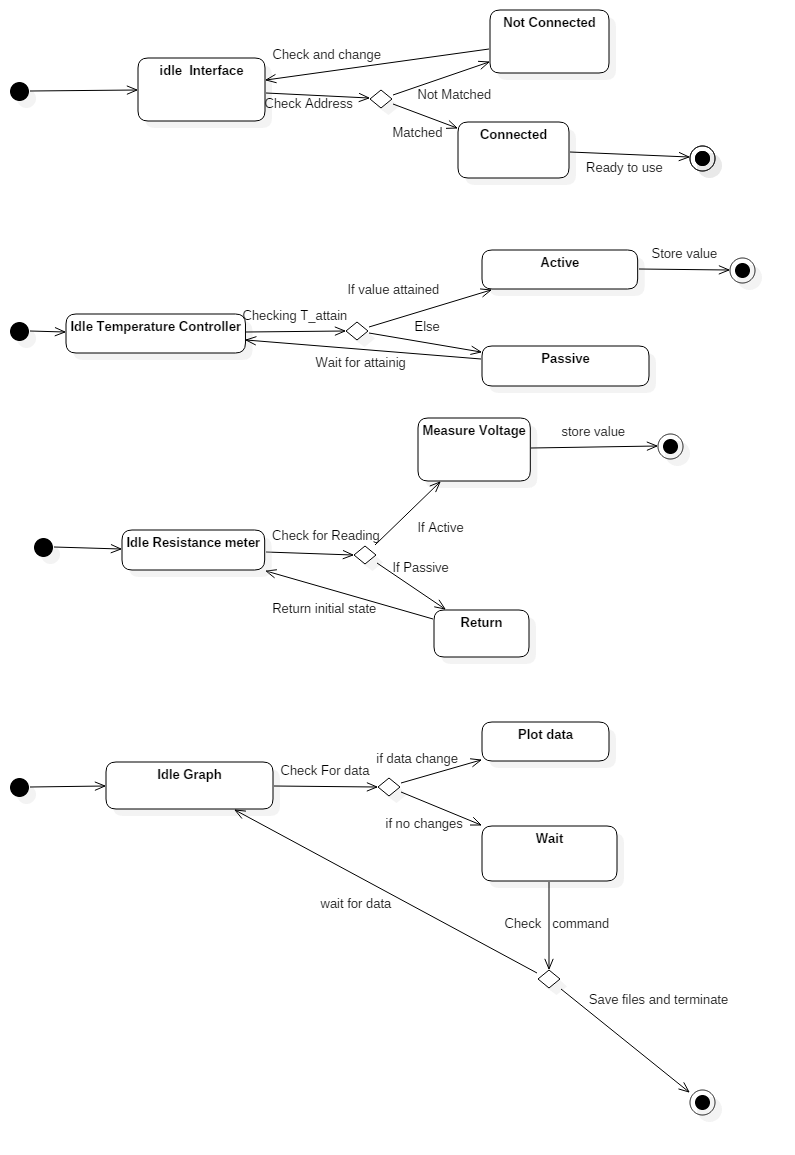 Not Connected
Check and change
idle  Interface
Not Matched
Check Address
Matched
Connected
Ready to use
Store value
Active
If value attained
Checking T_attain
Idle Temperature Controller
Else
Wait for attainig
Passive
Measure Voltage
store value
If Active
Check for Reading
Idle Resistance meter
If Passive
Return initial state
Return
Plot data
if data change
Check For data
Idle Graph
if no changes
Wait
wait for data
Check   command
Save files and terminate